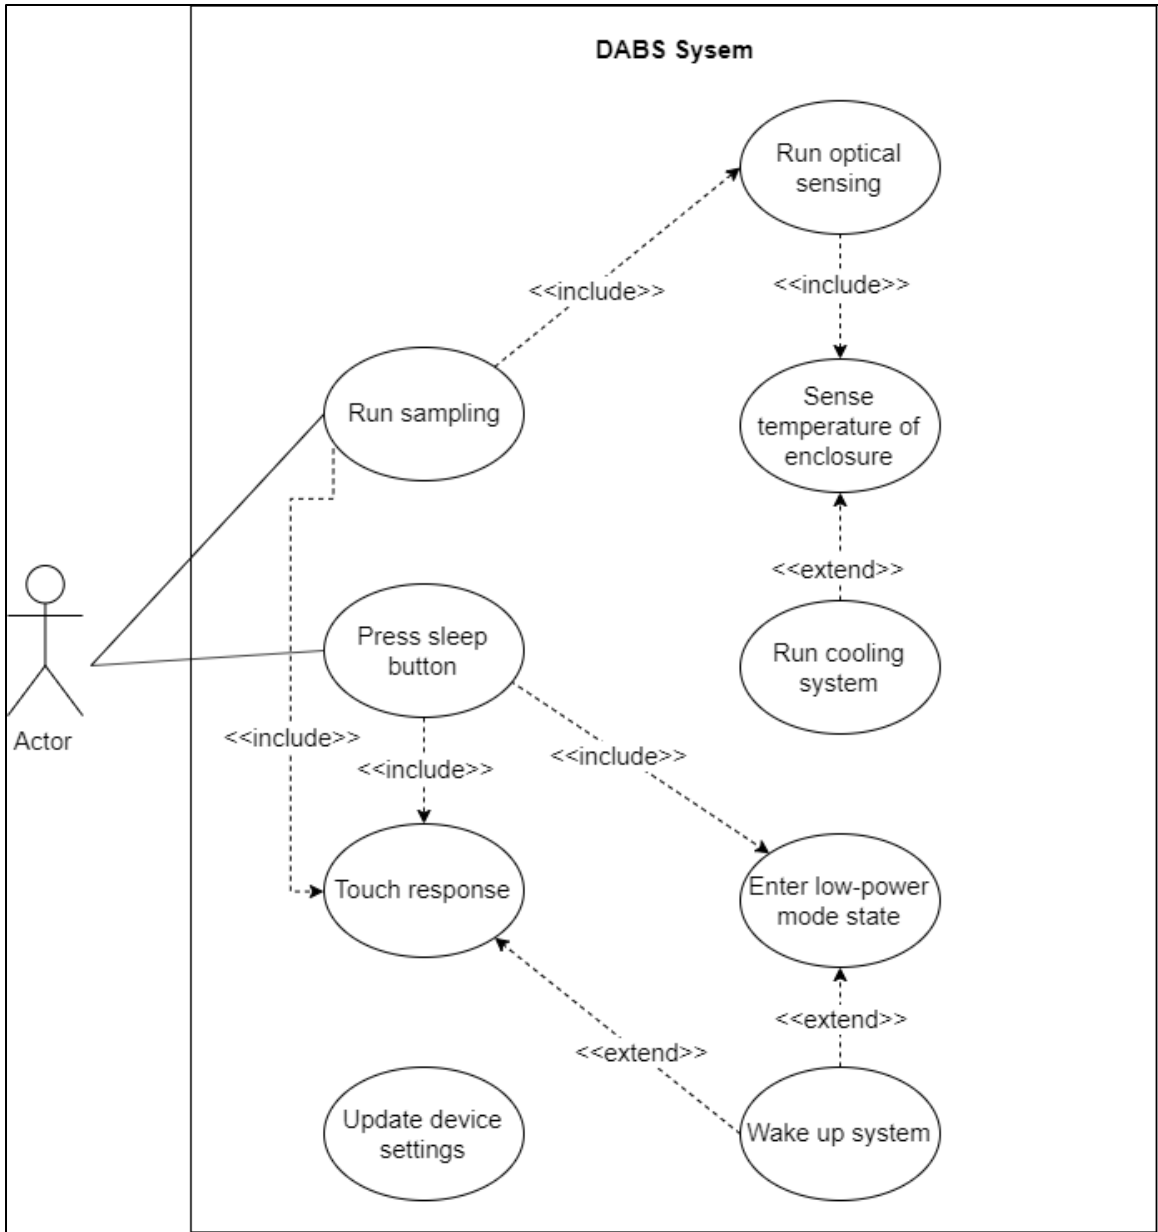 DABS Sysem
Run optical
sensing
<<include>>
<<include>>
Run sampling
Sense
temperature of
enclosure
<<extend>>
Press sleep
button
Run cooling
system
Actor
<<include>>
<<include>>
<<include>>
Touch response
Enter low-power
mode state
<<extend>>
<<extend>>
Update device
settings
Wake up system